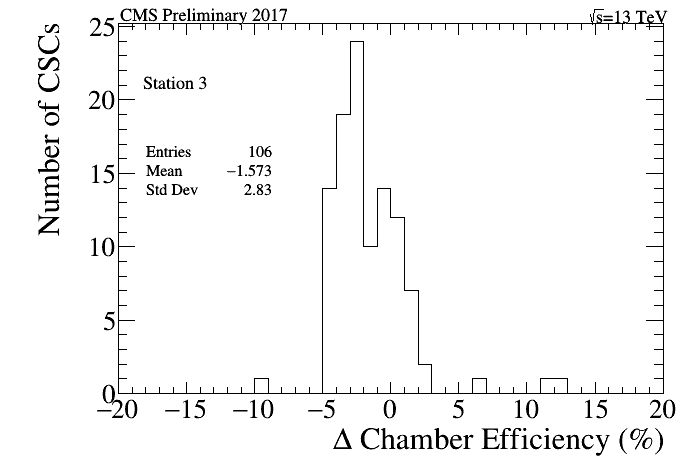 CMS Preliminary 2017 √s=13 TeV
Number of CSCs
25
20
15
10
5
0
Station 3
Entries 106
Mean −1.573
Std Dev 2.83
−20 −15 −10 −5 0 5 10 15 20
Δ Chamber Efficiency (%)